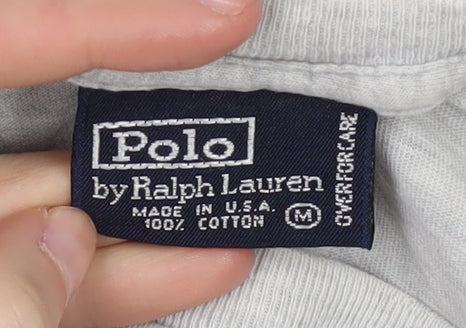 Polo
by Ralph Lauren
MADE IN U.S.A.
100% COTTON
M
OVER FOR CARE